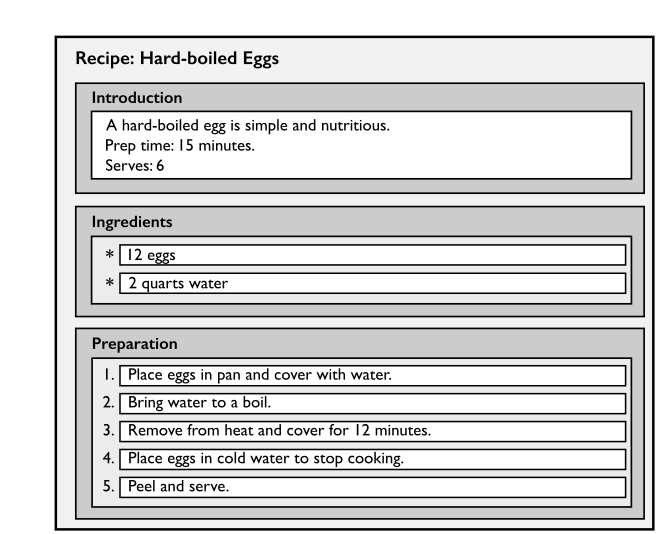 Recipe: Hard-boiled Eggs
Introduction
A hard-boiled egg is simple and nutritious.
Prep time: 15 minutes.
Serves: 6
Ingredients
* 12 eggs
* 2 quarts water
Preparation
1. Place eggs in pan and cover with water.
2. Bring water to a boil.
3. Remove from heat and cover for 12 minutes.
4. Place eggs in cold water to stop cooking.
5. Peel and serve.